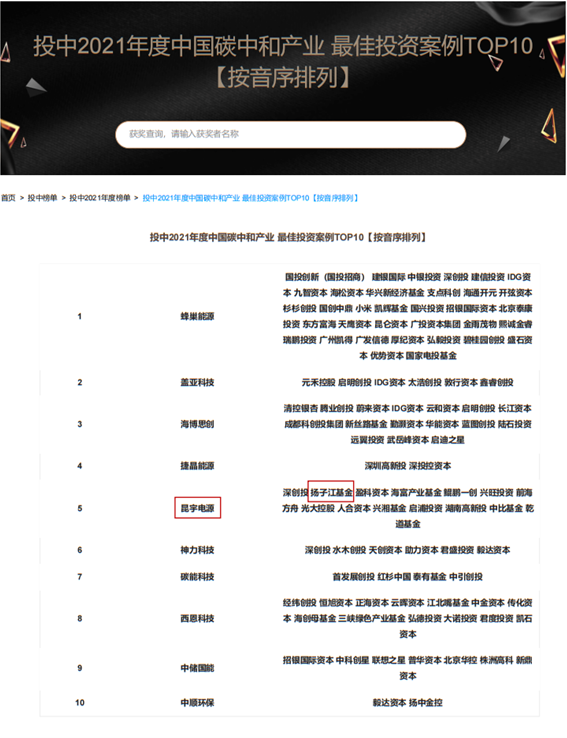 投中2021年度中国碳中和产业 最佳投资案例TOP10
【按音序排列】
获奖查询，请输入获奖者名称
首页 > 投中榜单 > 投中2021年度榜单 > 投中2021年度中国碳中和产业 最佳投资案例TOP10【按音序排列】
投中2021年度中国碳中和产业 最佳投资案例TOP10【按音序排列】
国投创新（国投招商） 建银国际 中银投资 深创投 建信投资 IDG资
本 九智资本 海松资本 华兴新经济基金 支点科创 海通开元 开弦资本
1 蜂巢能源 杉杉创投 国创中鼎 小米 凯辉基金 国兴投资 招银国际资本 北京泰康
投资 东方富海 天鹰资本 昆仑资本 广投资本集团 金雨茂物 熙诚金睿
瑞鹏投资 广州凯得 广发信德 厚纪资本 弘毅投资 碧桂园创投 盛石资
本 优势资本 国家电投基金
2 盖亚科技 元禾控股 启明创投 IDG资本 太浩创投 敦行资本 鑫睿创投
清控银杏 腾业创投 蔚来资本 IDG资本 云和资本 启明创投 长江资本
3 海博思创 成都科创投集团 新丝路基金 勤灏资本 华能资本 蓝图创投 陆石投资
远翼投资 武岳峰资本 启迪之星
4 捷晶能源 深圳高新投 深投控资本
深创投 扬子江基金 盈科资本 海富产业基金 鲲鹏一创 兴旺投资 前海
5 昆宇电源 方舟 光大控股 人合资本 兴湘基金 启浦投资 湖南高新投 中比基金 乾
道基金
6 神力科技 深创投 水木创投 天创资本 助力资本 君盛投资 毅达资本
7 碳能科技 首发展创投 红杉中国 泰有基金 中引创投
经纬创投 恒旭资本 正海资本 云晖资本 江北嘴基金 中金资本 传化资
8 西恩科技 本 海创母基金 三峡绿色产业基金 弘德投资 大诺投资 君度投资 凯石
资本
9 中储国能 招银国际资本 中科创星 联想之星 普华资本 北京华控 株洲高科 新鼎
资本
10 中顺环保 毅达资本 扬中金控